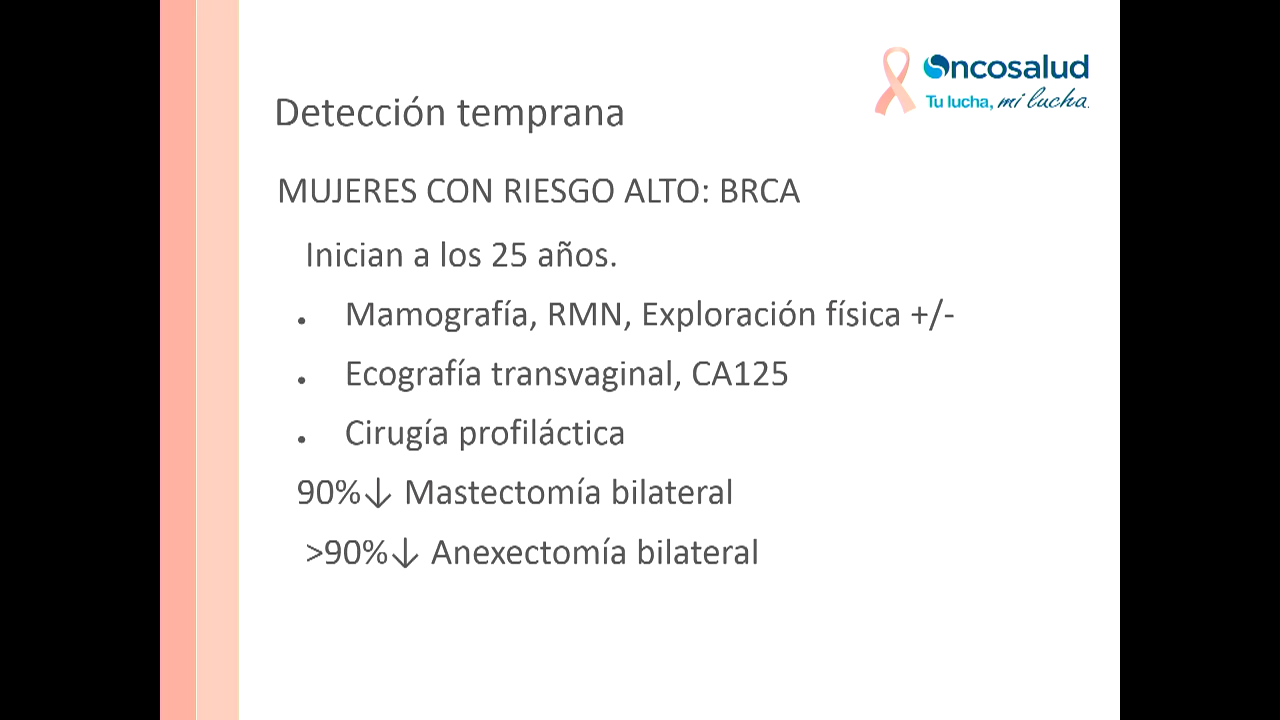 Oncosalud
Tu lucha, mi lucha.
Detección temprana
MUJERES CON RIESGO ALTO: BRCA
Inician a los 25 años.
• Mamografía, RMN, Exploración física +/-
• Ecografía transvaginal, CA125
• Cirugía profiláctica
90%↓ Mastectomía bilateral
>90%↓ Anexectomía bilateral